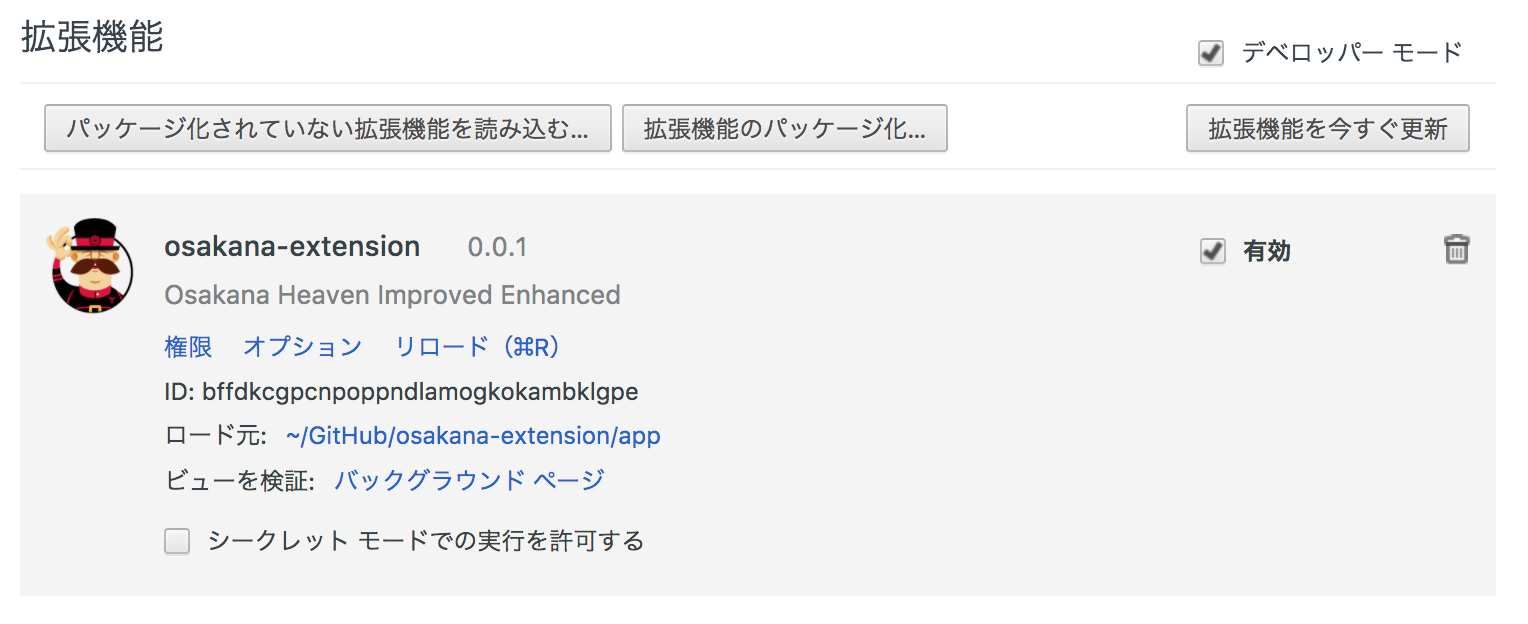 拡張機能
デベロッパー モード
パッケージ化されていない拡張機能を読み込む... 拡張機能のパッケージ化... 拡張機能を今すぐ更新
osakana-extension 0.0.1 有効
Osakana Heaven Improved Enhanced
権限 オプション リロード（⌘R）
ID: bffdkcgpcnpoppndlamogkokambklgpe
ロード元: ~/GitHub/osakana-extension/app
ビューを検証: バックグラウンド ページ
シークレット モードでの実行を許可する